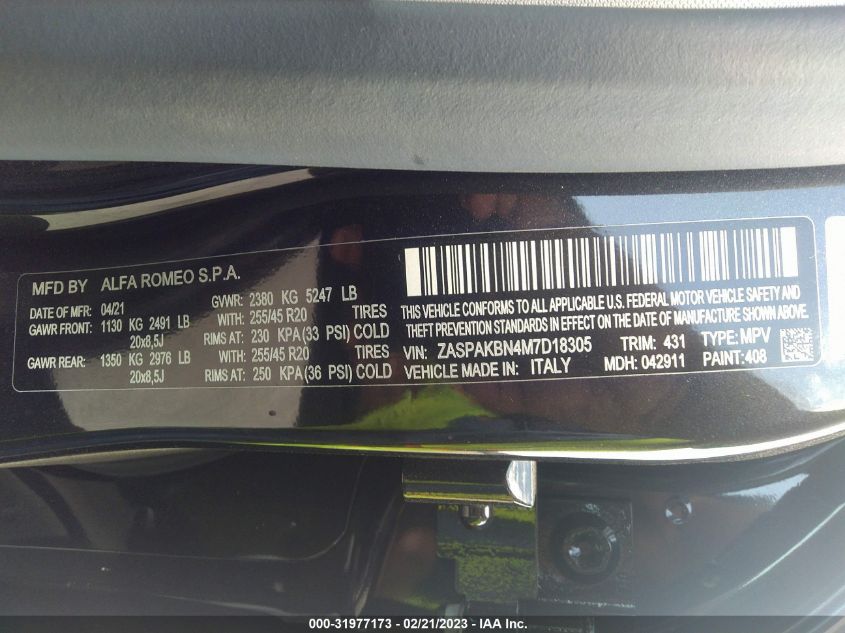 MFD BY ALFA ROMEO S.P.A.
DATE OF MFR: 04/21 GVWR: 2380 KG 5247 LB
GAWR FRONT: 1130 KG 2491 LB WITH: 255/45 R20 TIRES
20x8,5J RIMS AT: 230 KPA (33 PSI) COLD
GAWR REAR: 1350 KG 2976 LB WITH: 255/45 R20 TIRES
20x8,5J RIMS AT: 250 KPA (36 PSI) COLD
THIS VEHICLE CONFORMS TO ALL APPLICABLE U.S. FEDERAL MOTOR VEHICLE SAFETY AND
THEFT PREVENTION STANDARDS IN EFFECT ON THE DATE OF MANUFACTURE SHOWN ABOVE.
VIN: ZASPAKBN4M7D18305 TRIM: 431 TYPE: MPV
VEHICLE MADE IN: ITALY MDH: 042911 PAINT: 408
000-31977173 - 02/21/2023 - IAA Inc.